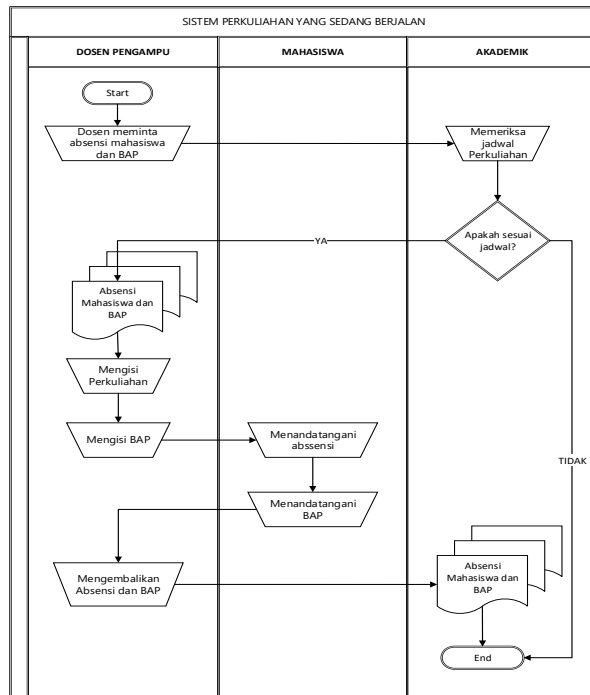 SISTEM PERKULIAHAN YANG SEDANG BERJALAN
DOSEN PENGAMPU
MAHASISWA
AKADEMIK
Start
Dosen meminta
absensi mahasiswa
dan BAP
Memeriksa
jadwal
Perkuliahan
Apakah sesuai
jadwal?
YA
Absensi
Mahasiswa dan
BAP
Mengisi
Perkuliahan
Mengisi BAP
Menandatangani
abssensi
TIDAK
Menandatangani
BAP
Mengembalikan
Absensi dan BAP
Absensi
Mahasiswa dan
BAP
End